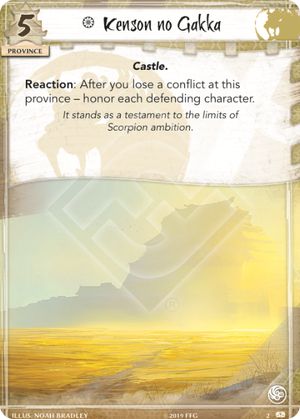 5
Kenson no Gakka
PROVINCE
Castle.
Reaction: After you lose a conflict at this
province – honor each defending character.
It stands as a testament to the limits of
Scorpion ambition.
ILLUS: NOAH BRADLEY
©2019 FFG
2